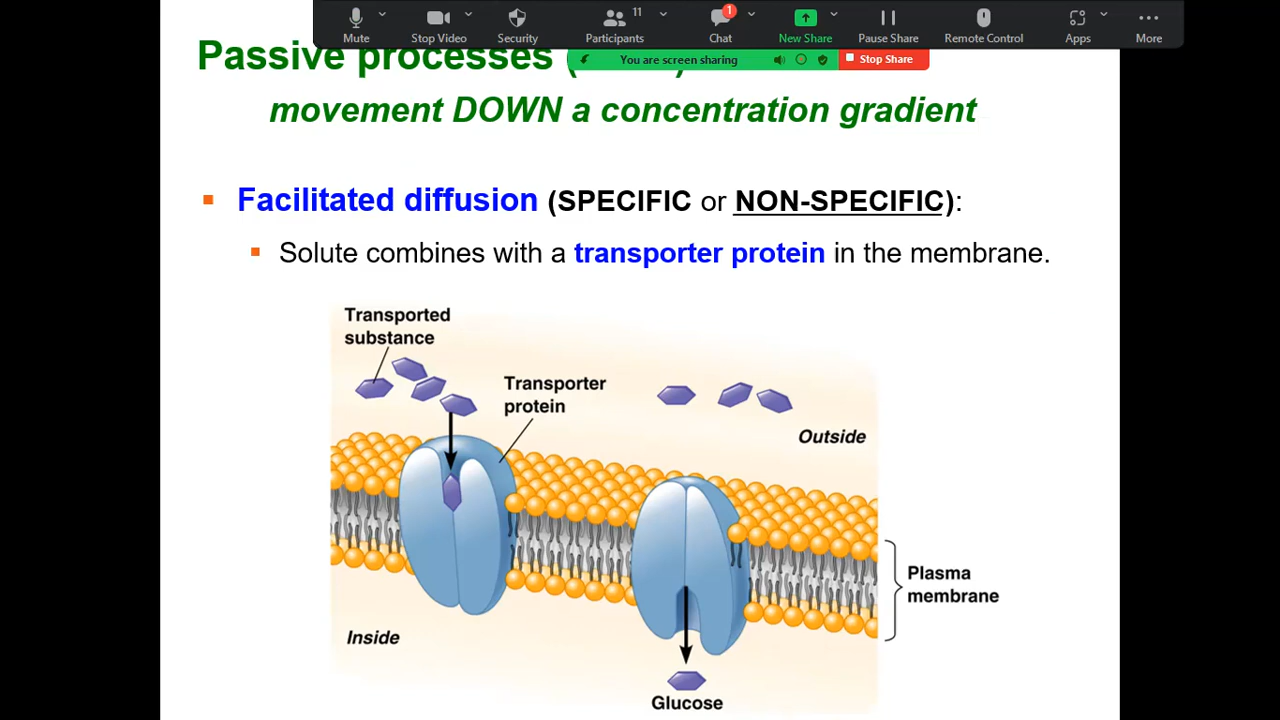 11
1
Mute
Stop Video
Security
Participants
Chat
New Share
Pause Share
Remote Control
Apps
More
Passive processes (
You are screen sharing
Stop Share
movement DOWN a concentration gradient
Facilitated diffusion (SPECIFIC or NON-SPECIFIC):
Solute combines with a transporter protein in the membrane.
Transported
substance
Transporter
protein
Outside
Plasma
membrane
Inside
Glucose